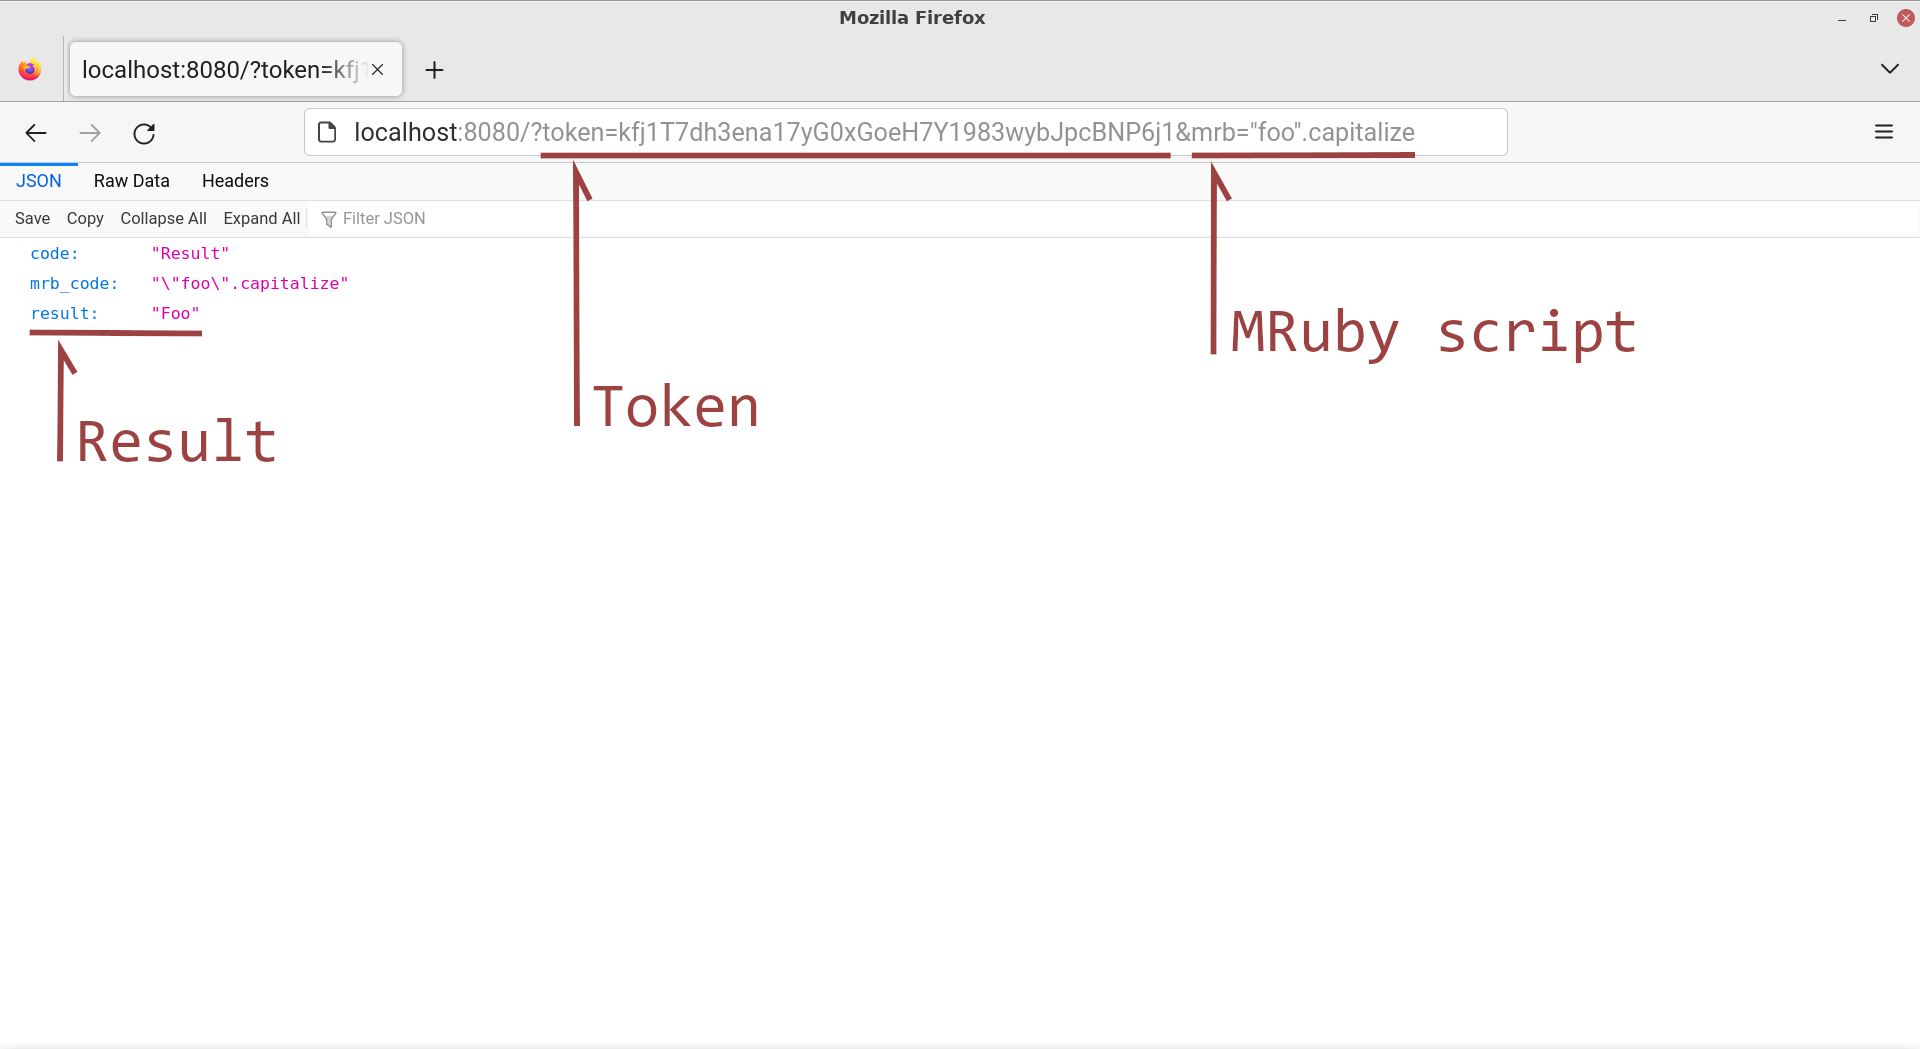 Mozilla Firefox
localhost:8080/?token=kfj1
localhost:8080/?token=kfj1T7dh3ena17yG0xGoeH7Y1983wybJpcBNP6j1&mrb="foo".capitalize
JSON Raw Data Headers
Save Copy Collapse All Expand All Filter JSON
code: "Result"
mrb_code: "\"foo\".capitalize"
result: "Foo"
MRuby script
Token
Result